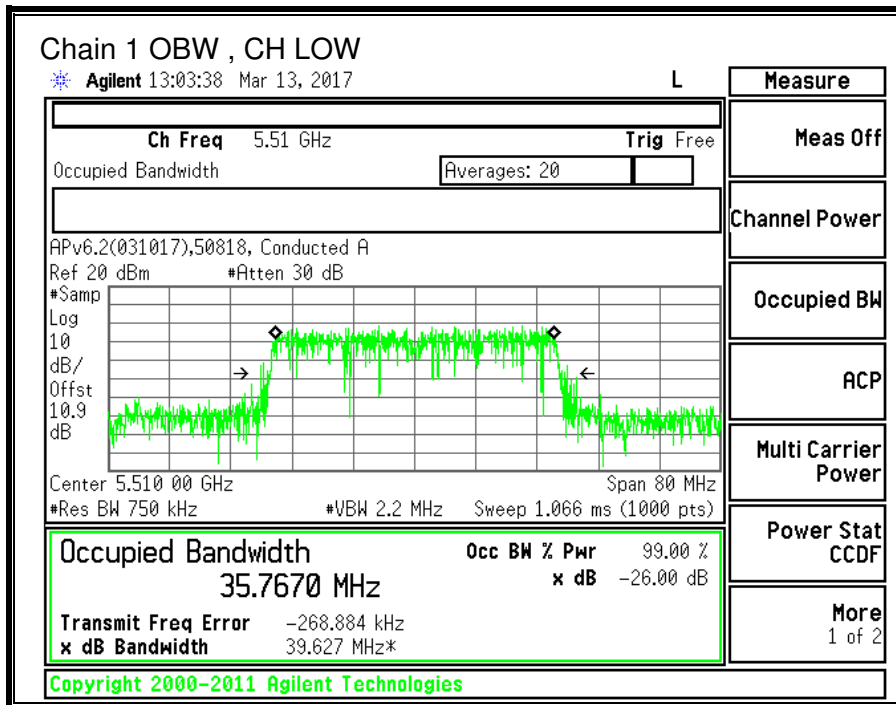 Chain 1 OBW , CH LOW
Agilent 13:03:38 Mar 13, 2017 L
Measure
Ch Freq 5.51 GHz Trig Free
Meas Off
Occupied Bandwidth Averages: 20
Channel Power
APv6.2(031017),50818, Conducted A
Ref 20 dBm #Atten 30 dB
#Samp
Log
10
dB/
Offst
10.9
dB
Occupied BW
ACP
Multi Carrier
Power
Center 5.510 00 GHz Span 80 MHz
#Res BW 750 kHz #VBW 2.2 MHz Sweep 1.066 ms (1000 pts)
Occupied Bandwidth Occ BW % Pwr 99.00 %
35.7670 MHz x dB -26.00 dB
Transmit Freq Error -268.884 kHz
x dB Bandwidth 39.627 MHz*
Power Stat
CCDF
More
1 of 2
Copyright 2000-2011 Agilent Technologies